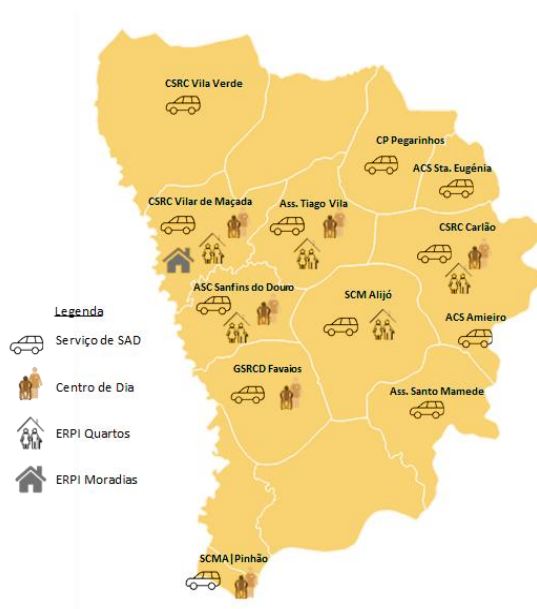 CSRC Vila Verde
CP Pegarinhos
ACS Sta. Eugénia
CSRC Vilar de Maçada
Ass. Tiago Vila
CSRC Carlão
ASC Sanfins do Douro
SCM Alijó
ACS Amieiro
GSRCD Favaios
Ass. Santo Mamede
SCMA|Pinhão
Legenda
Serviço de SAD
Centro de Dia
ERPI Quartos
ERPI Moradias